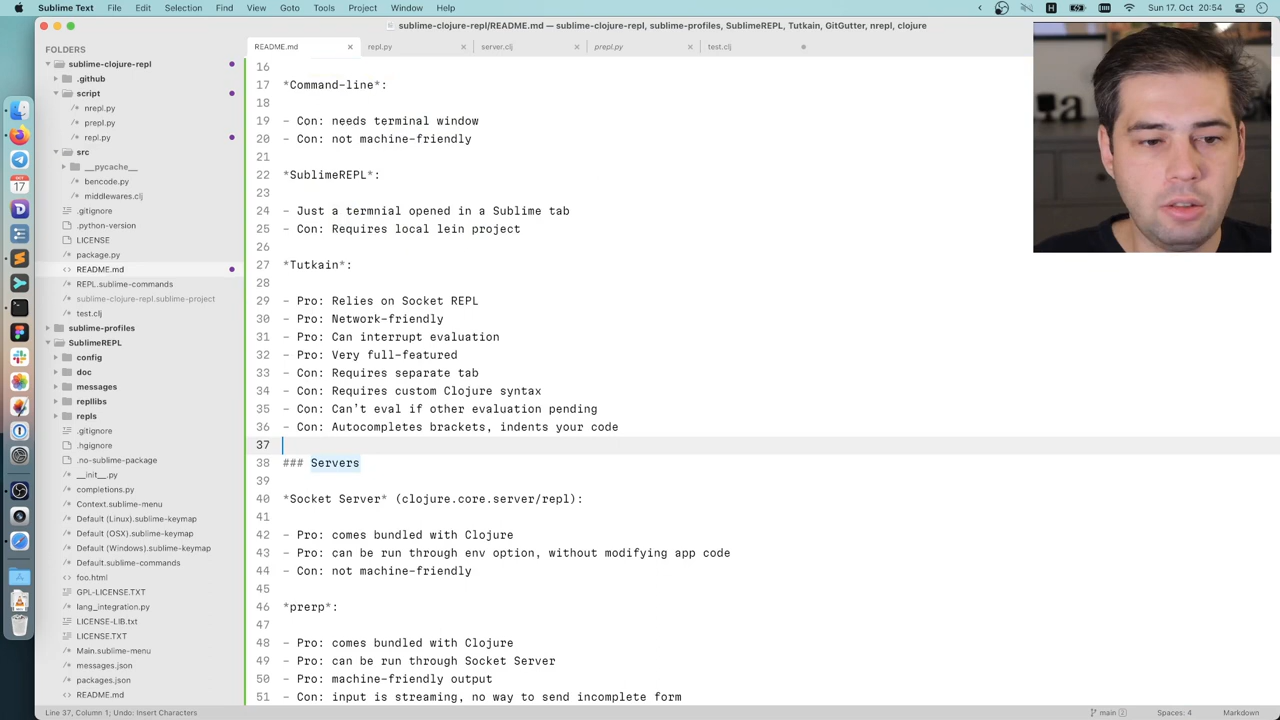 Sublime Text File Edit Selection Find View Goto Tools Project Window Help Sun 17. Oct 20:54
sublime-clojure-repl/README.md — sublime-clojure-repl, sublime-profiles, SublimeREPL, Tutkain, GitGutter, nrepl, clojure
FOLDERS
sublime-clojure-repl
.github
script
nrepl.py
prepl.py
repl.py
src
__pycache__
bencode.py
middlewares.clj
.gitignore
.python-version
LICENSE
package.py
README.md
REPL.sublime-commands
sublime-clojure-repl.sublime-project
test.clj
sublime-profiles
SublimeREPL
config
doc
messages
repllibs
repls
.gitignore
.hgignore
.no-sublime-package
__init__.py
completions.py
Context.sublime-menu
Default (Linux).sublime-keymap
Default (OSX).sublime-keymap
Default (Windows).sublime-keymap
Default.sublime-commands
foo.html
GPL-LICENSE.TXT
lang_integration.py
LICENSE-LIB.txt
LICENSE.TXT
Main.sublime-menu
messages.json
packages.json
README.md
README.md repl.py server.clj prepl.py test.clj
16
17 *Command-line*:
18
19 - Con: needs terminal window
20 - Con: not machine-friendly
21
22 *SublimeREPL*:
23
24 - Just a termnial opened in a Sublime tab
25 - Con: Requires local lein project
26
27 *Tutkain*:
28
29 - Pro: Relies on Socket REPL
30 - Pro: Network-friendly
31 - Pro: Can interrupt evaluation
32 - Pro: Very full-featured
33 - Con: Requires separate tab
34 - Con: Requires custom Clojure syntax
35 - Con: Can't eval if other evaluation pending
36 - Con: Autocompletes brackets, indents your code
37
38 ### Servers
39
40 *Socket Server* (clojure.core.server/repl):
41
42 - Pro: comes bundled with Clojure
43 - Pro: can be run through env option, without modifying app code
44 - Con: not machine-friendly
45
46 *prerp*:
47
48 - Pro: comes bundled with Clojure
49 - Pro: can be run through Socket Server
50 - Pro: machine-friendly output
51 - Con: input is streaming, no way to send incomplete form
Line 37, Column 1; Undo: Insert Characters main 2 Spaces: 4 Markdown